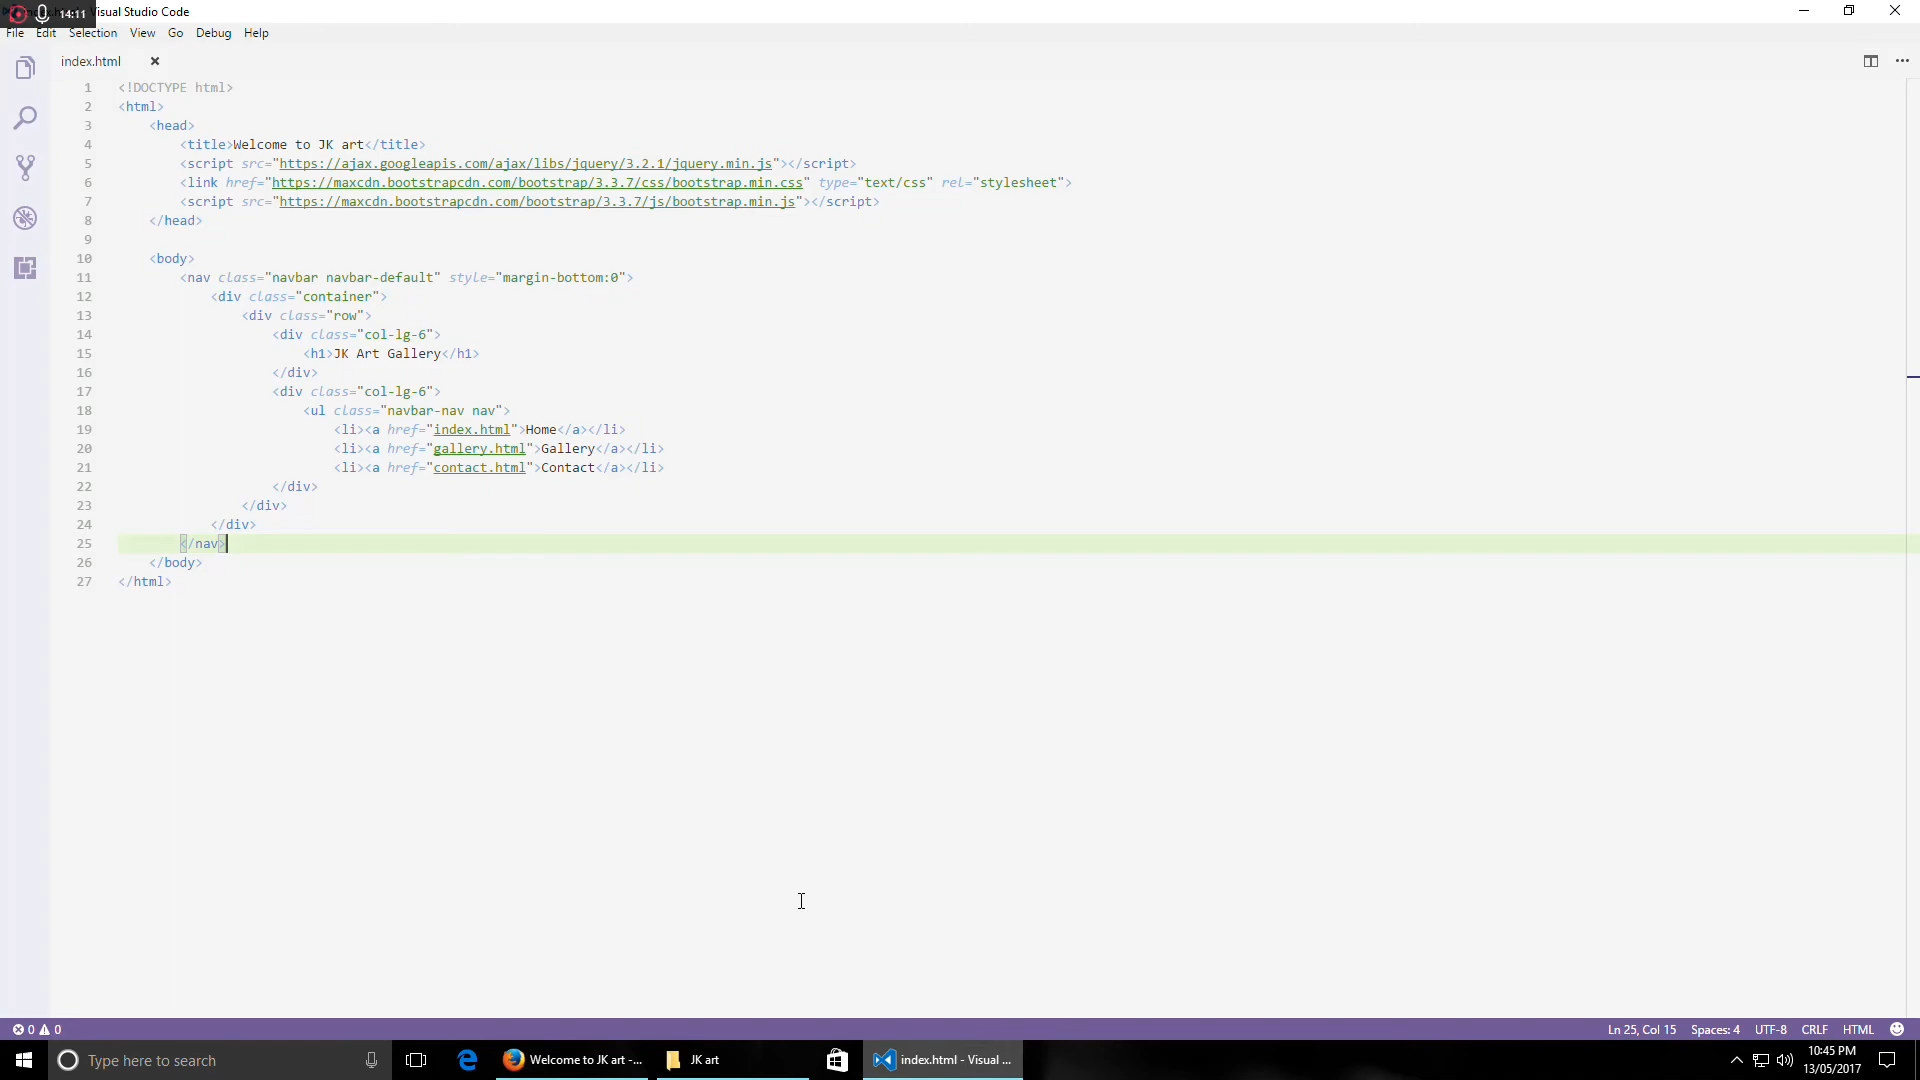 14:11
Visual Studio Code
File Edit Selection View Go Debug Help
index.html
1 <!DOCTYPE html>
2 <html>
3 <head>
4 <title>Welcome to JK art</title>
5 <script src="https://ajax.googleapis.com/ajax/libs/jquery/3.2.1/jquery.min.js"></script>
6 <link href="https://maxcdn.bootstrapcdn.com/bootstrap/3.3.7/css/bootstrap.min.css" type="text/css" rel="stylesheet">
7 <script src="https://maxcdn.bootstrapcdn.com/bootstrap/3.3.7/js/bootstrap.min.js"></script>
8 </head>
9
10 <body>
11 <nav class="navbar navbar-default" style="margin-bottom:0">
12 <div class="container">
13 <div class="row">
14 <div class="col-lg-6">
15 <h1>JK Art Gallery</h1>
16 </div>
17 <div class="col-lg-6">
18 <ul class="navbar-nav nav">
19 <li><a href="index.html">Home</a></li>
20 <li><a href="gallery.html">Gallery</a></li>
21 <li><a href="contact.html">Contact</a></li>
22 </div>
23 </div>
24 </div>
25 </nav>
26 </body>
27 </html>
0 0 Ln 25, Col 15 Spaces: 4 UTF-8 CRLF HTML
Type here to search Welcome to JK art -... JK art index.html - Visual ... 10:45 PM
13/05/2017